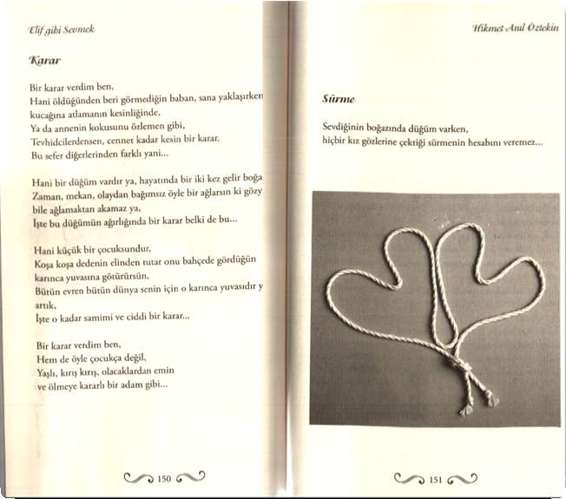 Elif gibi Sevmek
Karar
Bir karar verdim ben,
Hani öldüğünden beri görmediğin baban, sana yaklaşırken
kucağına atlamanın kesinliğinde,
Ya da annenin kokusunu özlemen gibi,
Tevhidcilerdensen, cennet kadar kesin bir karar,
Bu sefer diğerlerinden farklı yani...
Hani bir düğüm vardır ya, hayatında bir iki kez gelir boğa
Zaman, mekan, olaydan bağımsız öyle bir ağlarsın ki gözy
bile ağlamaktan akamaz ya,
İşte bu düğümün ağırlığında bir karar belki de bu...
Hani küçük bir çocuksundur,
Koşa koşa dedenin elinden tutar onu bahçede gördüğün
karınca yuvasına götürürsün,
Bütün evren bütün dünya senin için o karınca yuvasıdır y
artık,
İşte o kadar samimi ve ciddi bir karar...
Bir karar verdim ben,
Hem de öyle çocukça değil,
Yaşlı, kırış kırış, olacaklardan emin
ve ölmeye kararlı bir adam gibi...
150
Hikmet Anıl Öztekin
Sürme
Sevdiğinin boğazında düğüm varken,
hiçbir kız gözlerine çektiği sürmenin hesabını veremez...
151